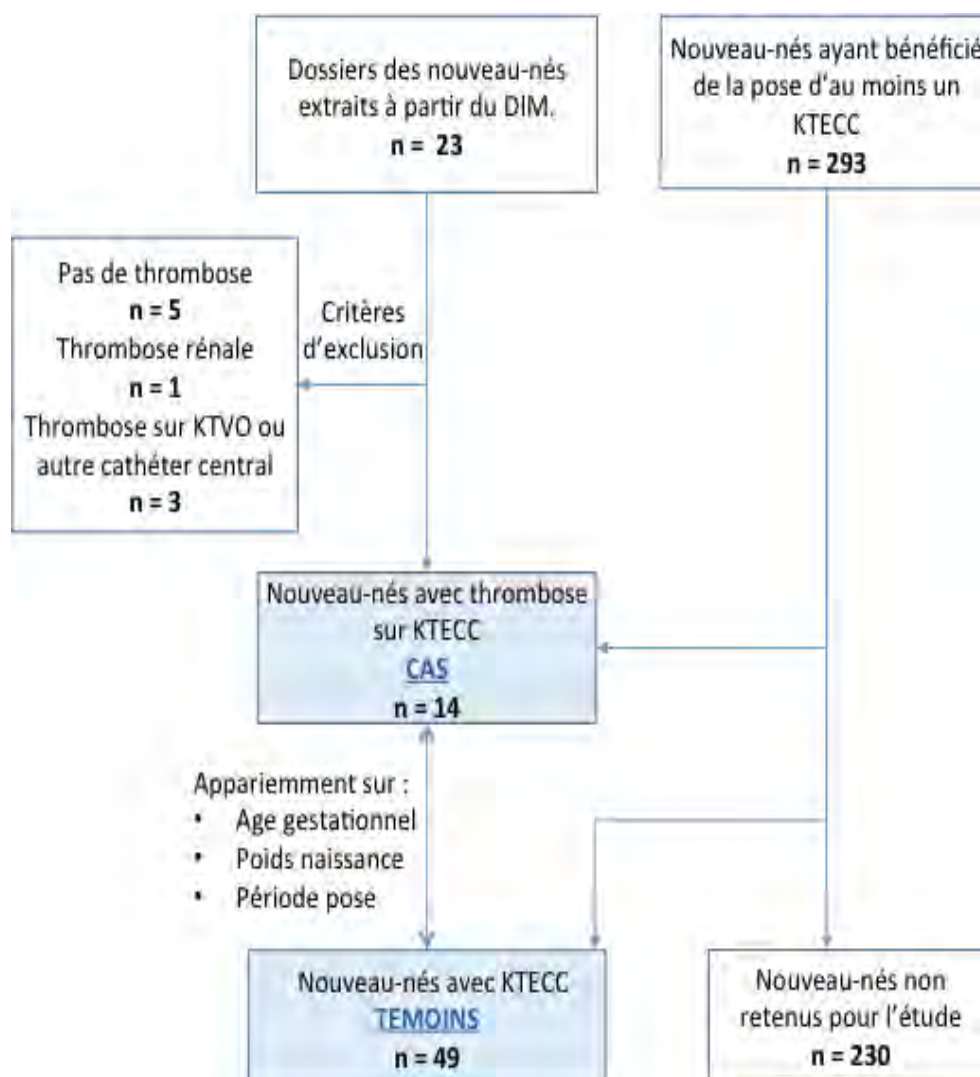 Dossiers des nouveau-nés
extraits à partir du DIM.
n = 23
Nouveau-nés ayant bénéficié
de la pose d'au moins un
KTECC
n = 293
Pas de thrombose
n = 5
Thrombose rénale
n = 1
Thrombose sur KTVO ou
autre cathéter central
n = 3
Critères
d'exclusion
Nouveau-nés avec thrombose
sur KTECC
CAS
n = 14
Appariemment sur :
• Age gestationnel
• Poids naissance
• Période pose
Nouveau-nés avec KTECC
TEMOINS
n = 49
Nouveau-nés non
retenus pour l'étude
n = 230